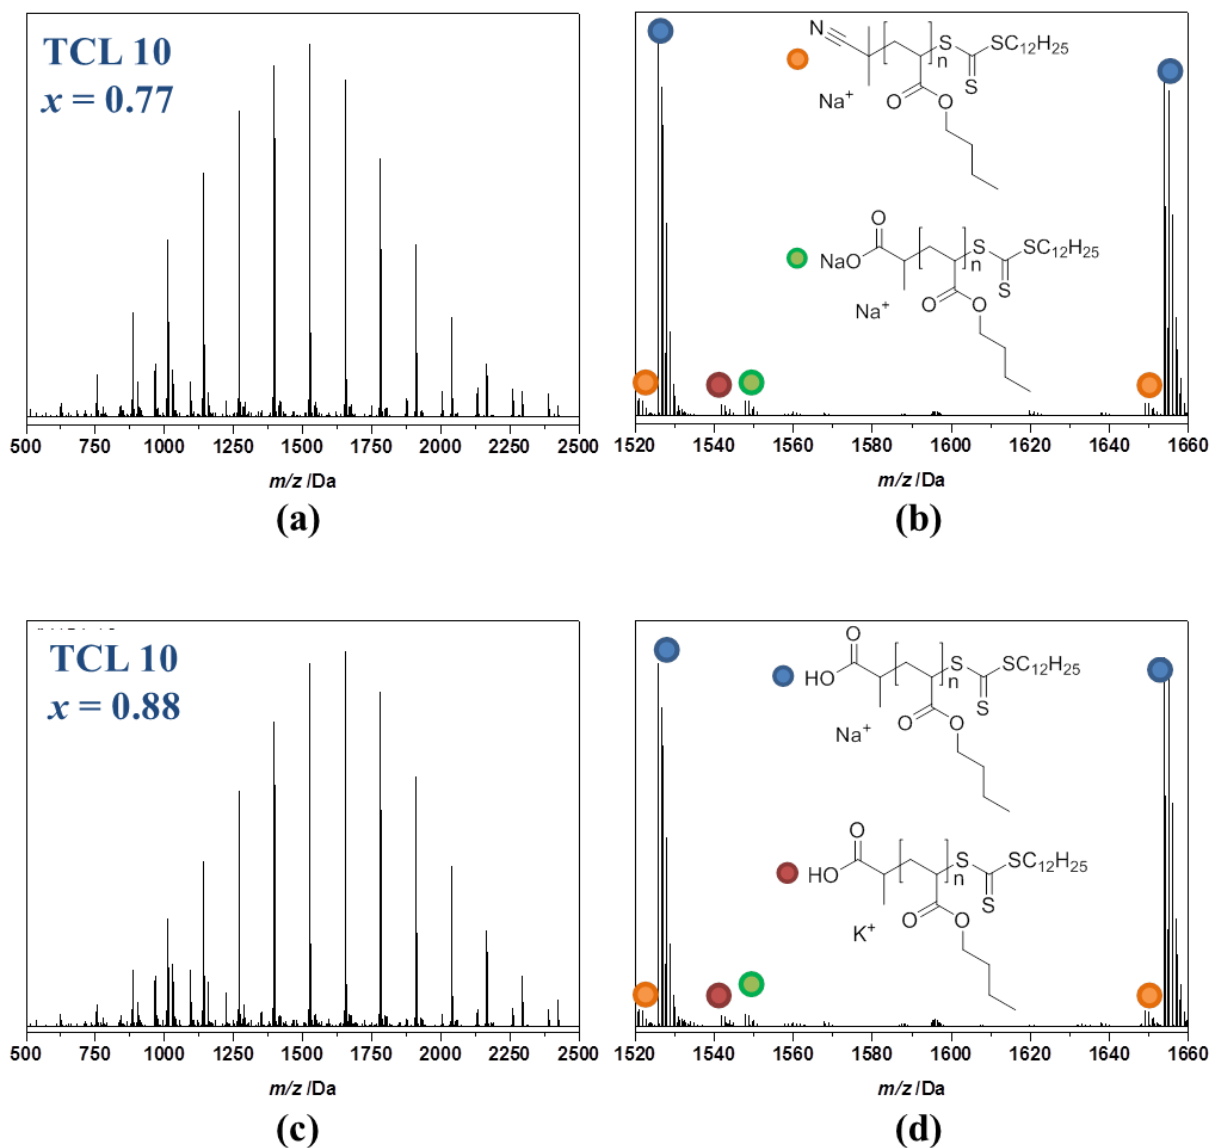 TCL 10
x = 0.77
500 750 1000 1250 1500 1750 2000 2250 2500
m/z /Da
(a)
N
S
SC12H25
n
S
O
O
Na+
O
NaO
S
SC12H25
n
S
O
O
Na+
1520 1540 1560 1580 1600 1620 1640 1660
m/z /Da
(b)
TCL 10
x = 0.88
500 750 1000 1250 1500 1750 2000 2250 2500
m/z /Da
(c)
O
HO
S
SC12H25
n
S
O
O
Na+
O
HO
S
SC12H25
n
S
O
O
K+
1520 1540 1560 1580 1600 1620 1640 1660
m/z /Da
(d)